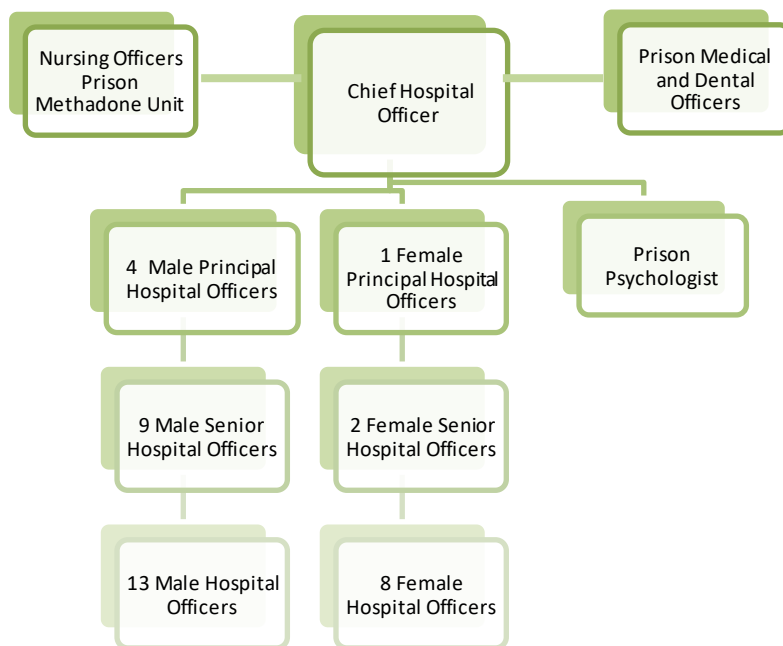 Nursing Officers
Prison
Methadone Unit
Chief Hospital
Officer
Prison Medical
and Dental
Officers
4 Male Principal
Hospital Officers
1 Female
Principal Hospital
Officers
Prison
Psychologist
9 Male Senior
Hospital Officers
2 Female Senior
Hospital Officers
13 Male Hospital
Officers
8 Female
Hospital Officers